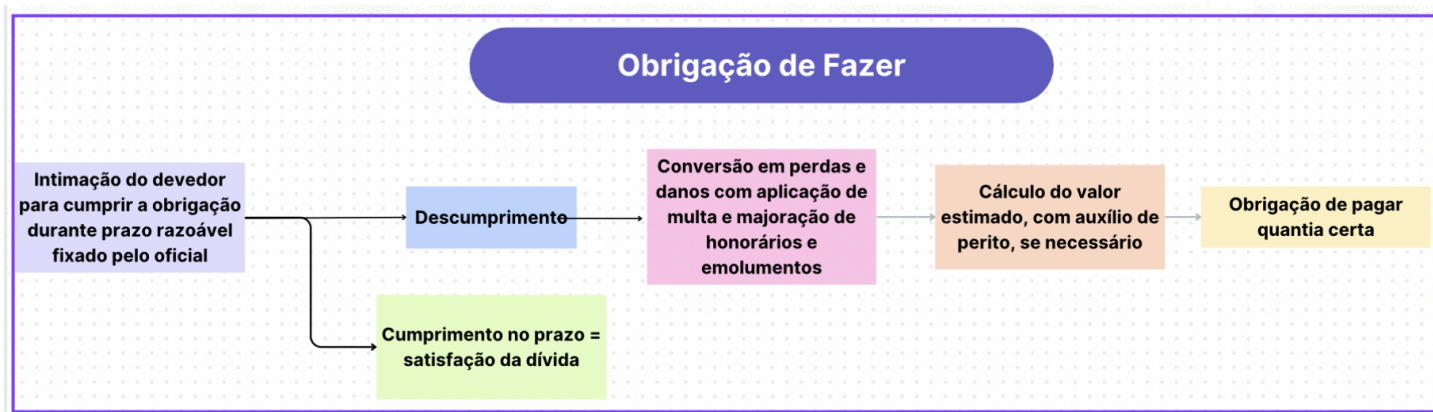 Obrigação de Fazer
Intimação do devedor
para cumprir a obrigação
durante prazo razoável
fixado pelo oficial
Descumprimento
Conversão em perdas e
danos com aplicação de
multa e majoração de
honorários e
emolumentos
Cálculo do valor
estimado, com auxílio de
perito, se necessário
Obrigação de pagar
quantia certa
Cumprimento no prazo =
satisfação da dívida